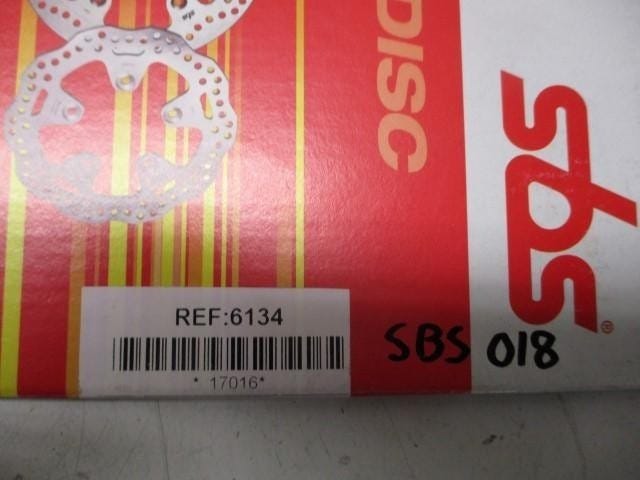 DISC
sbs
®
REF:6134
* 17016*
SBS 018